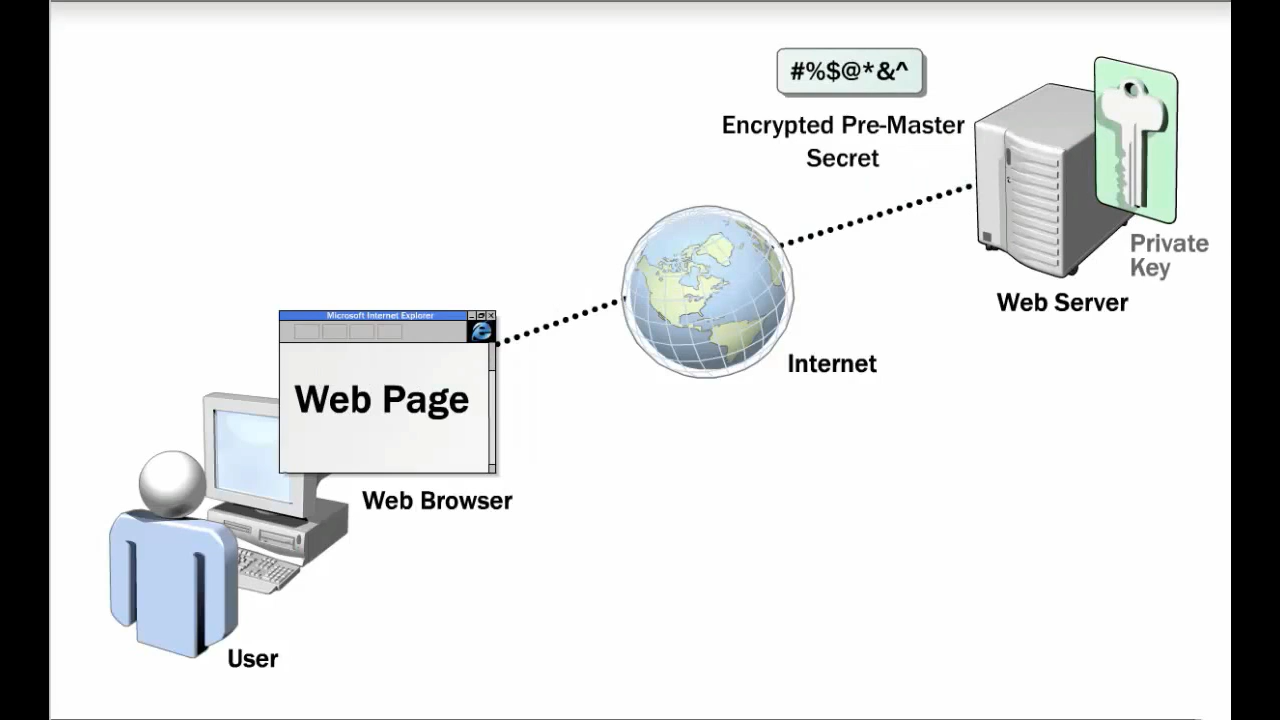 #%$@*&^
Encrypted Pre-Master
Secret
Private
Key
Web Server
Internet
Microsoft Internet Explorer
Web Page
Web Browser
User